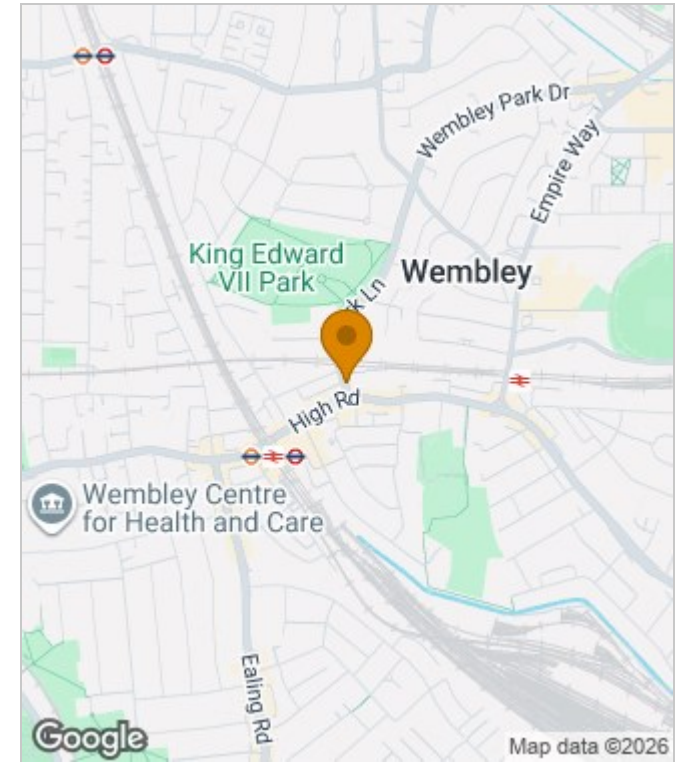 Wembley Park Dr
Empire Way
King Edward
VII Park
Wembley
k Ln
High Rd
Wembley Centre
for Health and Care
Ealing Rd
Google
Map data ©2026